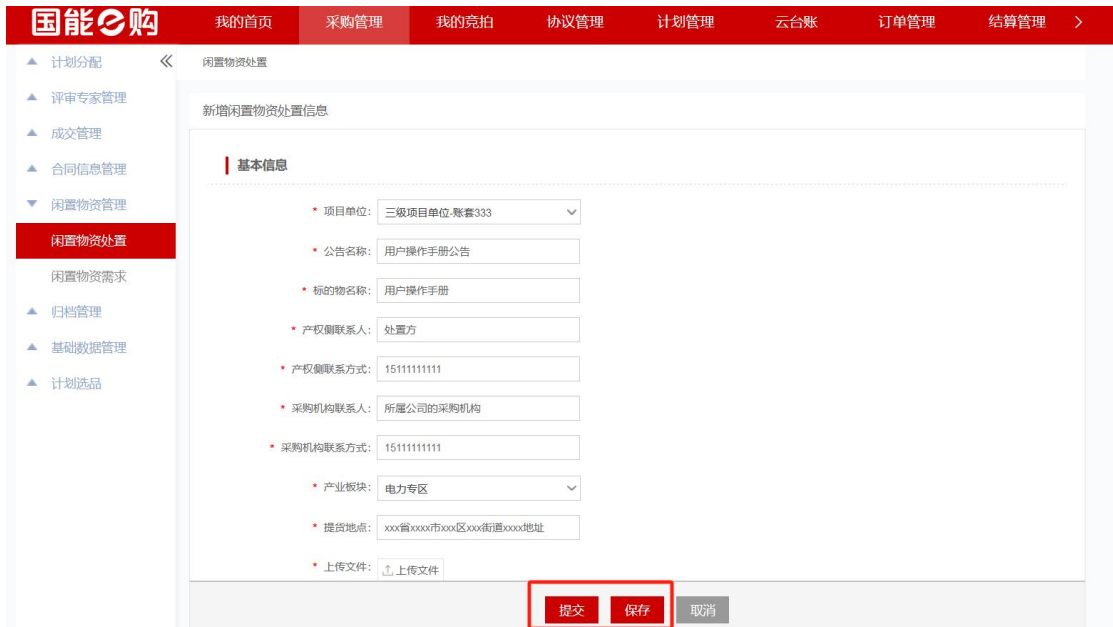 国能e购 我的首页 采购管理 我的竞拍 协议管理 计划管理 云台账 订单管理 结算管理
计划分配
评审专家管理
成交管理
合同信息管理
闲置物资管理
闲置物资处置
闲置物资需求
归档管理
基础数据管理
计划选品
闲置物资处置
新增闲置物资处置信息
基本信息
* 项目单位: 三级项目单位-账套333
* 公告名称: 用户操作手册公告
* 标的物名称: 用户操作手册
* 产权侧联系人: 处置方
* 产权侧联系方式: 15111111111
* 采购机构联系人: 所属公司的采购机构
* 采购机构联系方式: 15111111111
* 产业板块: 电力专区
* 提货地点: xxx省xxxx市xxx区xxx街道xxxx地址
* 上传文件: 上传文件
提交 保存 取消